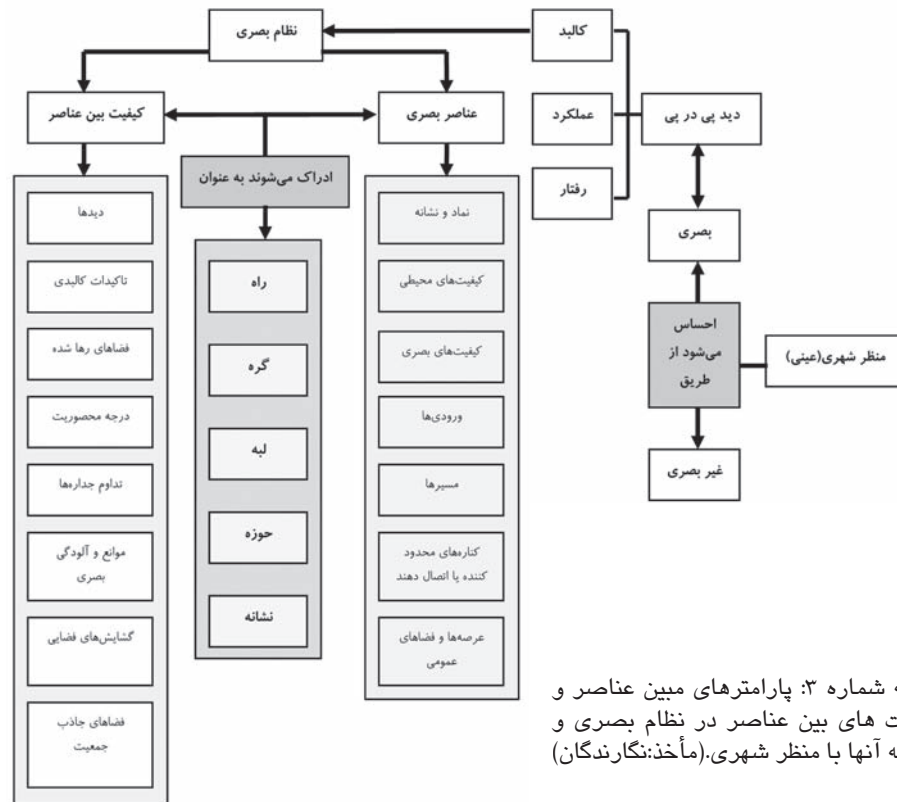 نظام بصری
کالبد
عناصر بصری
کیفیت بین عناصر
عملکرد
دید پی در پی
ادراک می‌شوند به عنوان
رفتار
نماد و نشانه
دیدها
بصری
راه
کیفیت‌های محیطی
تاکیدات کالبدی
احساس
می‌شود از
طریق
منظر شهری(عینی)
گره
کیفیت‌های بصری
فضاهای رها شده
ورودی‌ها
درجه محصوریت
لبه
غیر بصری
مسیرها
تداوم جداره‌ها
حوزه
کناره‌های محدود
کننده یا اتصال دهند
موانع و آلودگی
بصری
نشانه
عرصه‌ها و فضاهای
عمومی
گشایش‌های فضایی
فضاهای جاذب
جمعیت
شماره ۳: پارامترهای مبین عناصر و
های بین عناصر در نظام بصری و
آنها با منظر شهری.(مأخذ:نگارندگان)